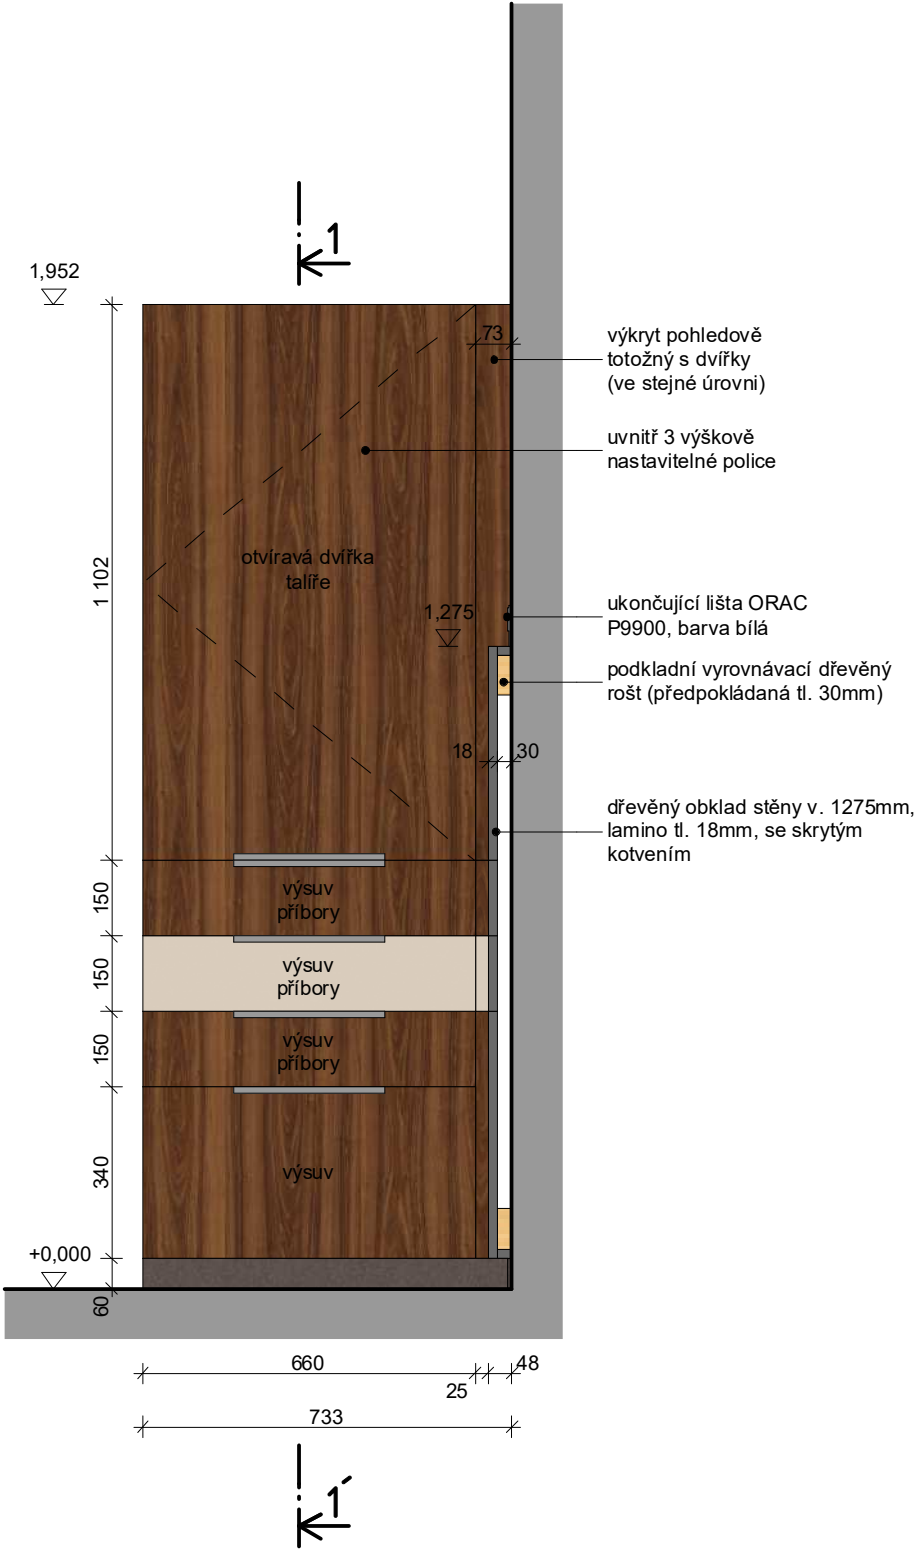 1
1,952
73
výkryt pohledově
totožný s dvířky
(ve stejné úrovni)
uvnitř 3 výškově
nastavitelné police
otvíravá dvířka
talíře
1 102
1,275
ukončující lišta ORAC
P9900, barva bílá
podkladní vyrovnávací dřevěný
rošt (předpokládaná tl. 30mm)
18
30
dřevěný obklad stěny v. 1275mm,
lamino tl. 18mm, se skrytým
kotvením
150
výsuv
příbory
150
výsuv
příbory
150
výsuv
příbory
340
výsuv
+0,000
60
660
48
25
733
1´